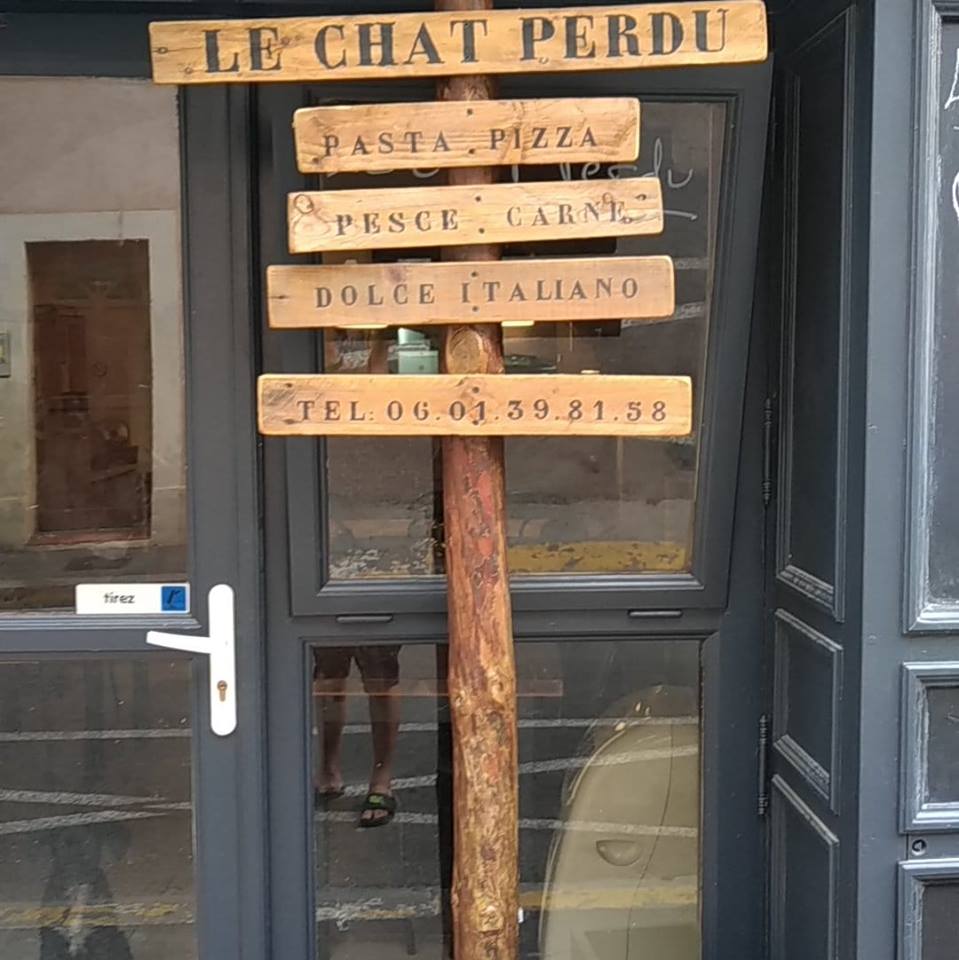 LE CHAT PERDU
PASTA PIZZA
PESCE CARNE
DOLCE ITALIANO
TEL: 06.01.39.81.58
tirez